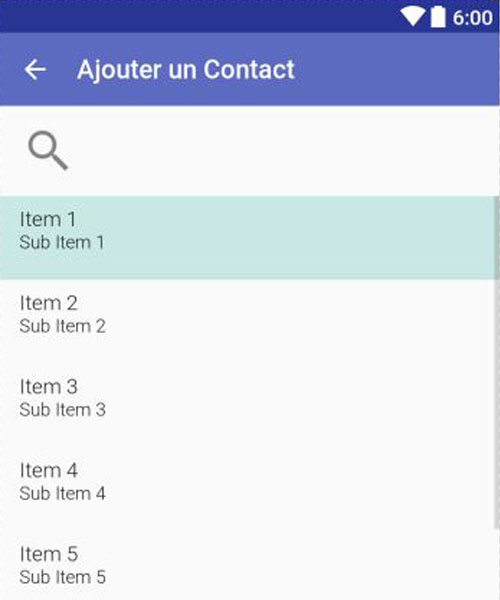 6:00
Ajouter un Contact
Item 1
Sub Item 1
Item 2
Sub Item 2
Item 3
Sub Item 3
Item 4
Sub Item 4
Item 5
Sub Item 5